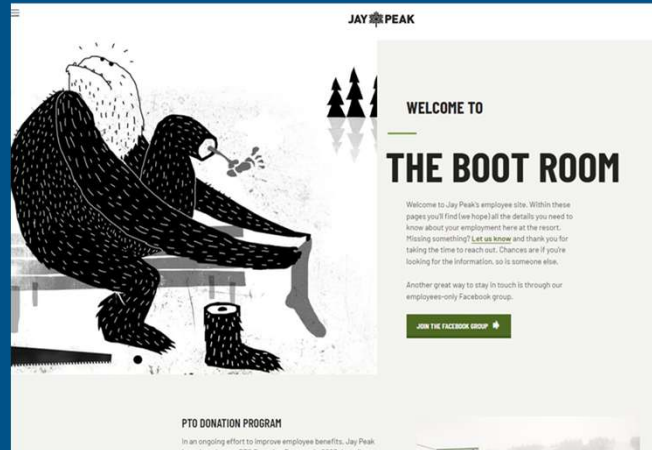 JAY PEAK
WELCOME TO
THE BOOT ROOM
Welcome to Jay Peak's employee site. Within these
pages you'll find (we hope) all the details you need to
know about your employment here at the resort.
Missing something? Let us know and thank you for
taking the time to reach out. Chances are if you're
looking for the information, so is someone else.
Another great way to stay in touch is through our
employees-only Facebook group.
JOIN THE FACEBOOK GROUP
PTO DONATION PROGRAM
In an ongoing effort to improve employee benefits, Jay Peak